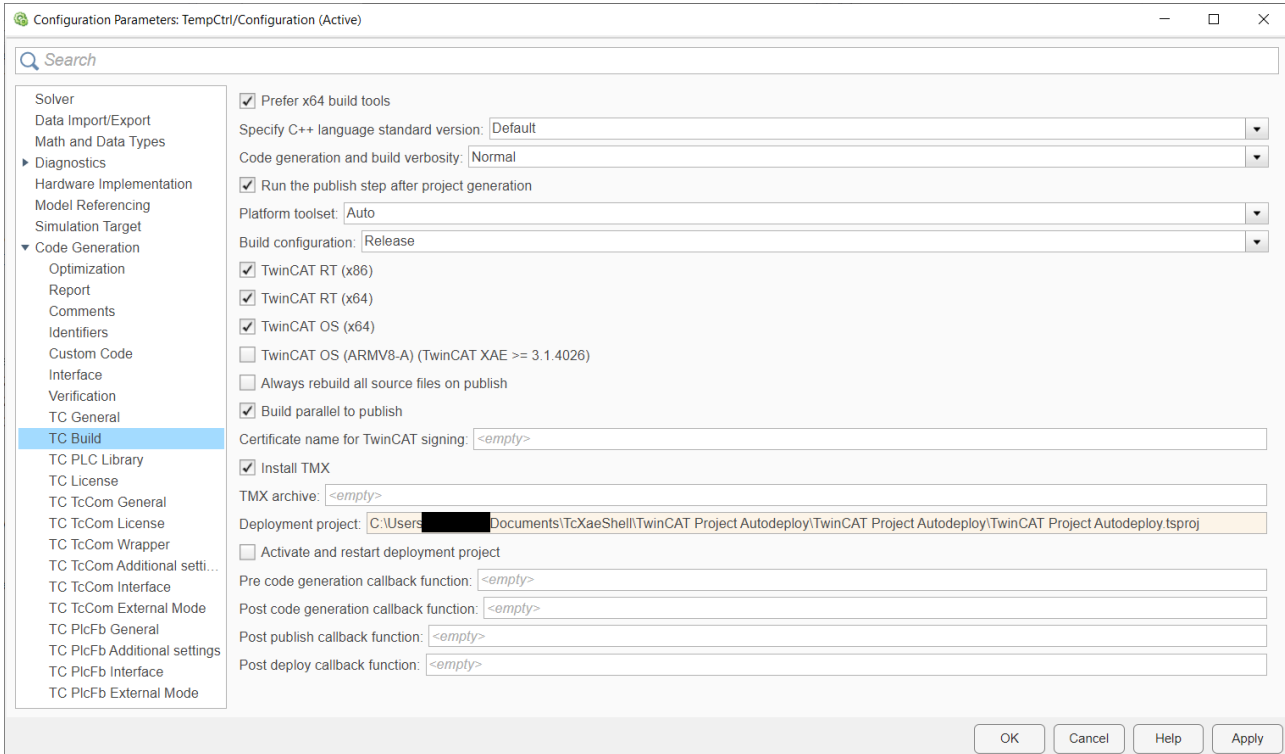 Configuration Parameters: TempCtrl/Configuration (Active)
Search
Solver
Data Import/Export
Math and Data Types
Diagnostics
Hardware Implementation
Model Referencing
Simulation Target
Code Generation
Optimization
Report
Comments
Identifiers
Custom Code
Interface
Verification
TC General
TC Build
TC PLC Library
TC License
TC TcCom General
TC TcCom License
TC TcCom Wrapper
TC TcCom Additional setti...
TC TcCom Interface
TC TcCom External Mode
TC PlcFb General
TC PlcFb Additional settings
TC PlcFb Interface
TC PlcFb External Mode
Prefer x64 build tools
Specify C++ language standard version: Default
Code generation and build verbosity: Normal
Run the publish step after project generation
Platform toolset: Auto
Build configuration: Release
TwinCAT RT (x86)
TwinCAT RT (x64)
TwinCAT OS (x64)
TwinCAT OS (ARMV8-A) (TwinCAT XAE >= 3.1.4026)
Always rebuild all source files on publish
Build parallel to publish
Certificate name for TwinCAT signing: <empty>
Install TMX
TMX archive: <empty>
Deployment project: C:\Users Documents\TcXaeShell\TwinCAT Project Autodeploy\TwinCAT Project Autodeploy\TwinCAT Project Autodeploy.tsproj
Activate and restart deployment project
Pre code generation callback function: <empty>
Post code generation callback function: <empty>
Post publish callback function: <empty>
Post deploy callback function: <empty>
OK Cancel Help Apply